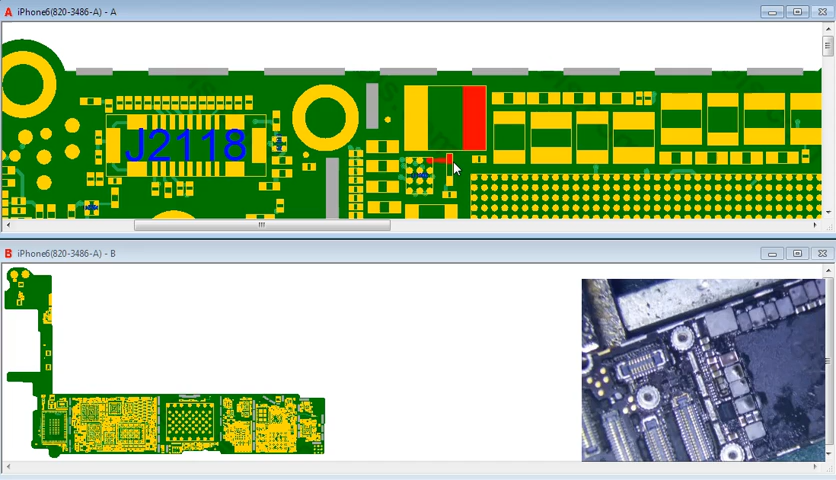 A iPhone6(820-3486-A) - A
J2118
B iPhone6(820-3486-A) - B